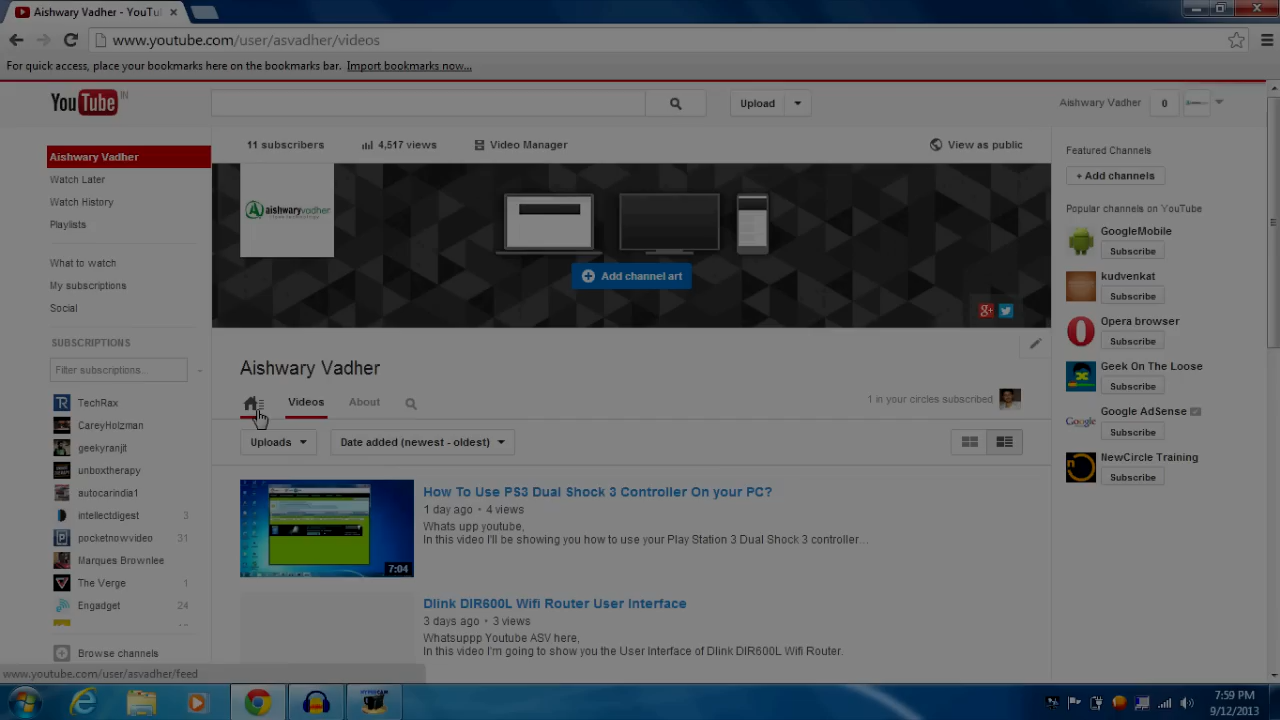 Aishwary Vadher - YouTu
www.youtube.com/user/asvadher/videos
For quick access, place your bookmarks here on the bookmarks bar. Import bookmarks now...
YouTube IN
Upload
Aishwary Vadher 0
11 subscribers 4,517 views Video Manager View as public
Aishwary Vadher
Watch Later
Watch History
Playlists
What to watch
My subscriptions
Social
SUBSCRIPTIONS
Filter subscriptions...
TechRax
CareyHolzman
geekyranjit
unboxtherapy
autocarindia1
intellectdigest 3
pocketnowvideo 31
Marques Brownlee
The Verge 1
Engadget 24
Browse channels
aishwaryvadher
Add channel art
Aishwary Vadher
Videos About
1 in your circles subscribed
Uploads Date added (newest - oldest)
How To Use PS3 Dual Shock 3 Controller On your PC?
1 day ago • 4 views
Whats upp youtube,
In this video I'll be showing you how to use your Play Station 3 Dual Shock 3 controller...
7:04
Dlink DIR600L Wifi Router User Interface
3 days ago • 3 views
Whatsuppp Youtube ASV here,
In this video I'm going to show you the User Interface of Dlink DIR600L Wifi Router.
Featured Channels
+ Add channels
Popular channels on YouTube
GoogleMobile
Subscribe
kudvenkat
Subscribe
Opera browser
Subscribe
Geek On The Loose
Subscribe
Google AdSense
Subscribe
NewCircle Training
Subscribe
www.youtube.com/user/asvadher/feed
7:59 PM
9/12/2013